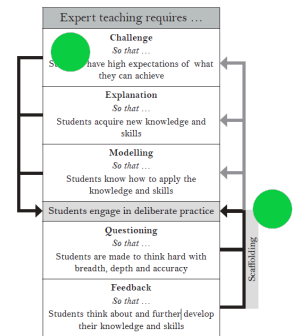 Expert teaching requires …
Challenge
So that …
have high expectations of what
they can achieve
Explanation
So that …
Students acquire new knowledge and
skills
Modelling
So that …
Students know how to apply the
knowledge and skills
Students engage in deliberate practice
Questioning
So that …
Students are made to think hard with
breadth, depth and accuracy
Feedback
So that …
Students think about and further develop
their knowledge and skills
Scaffolding